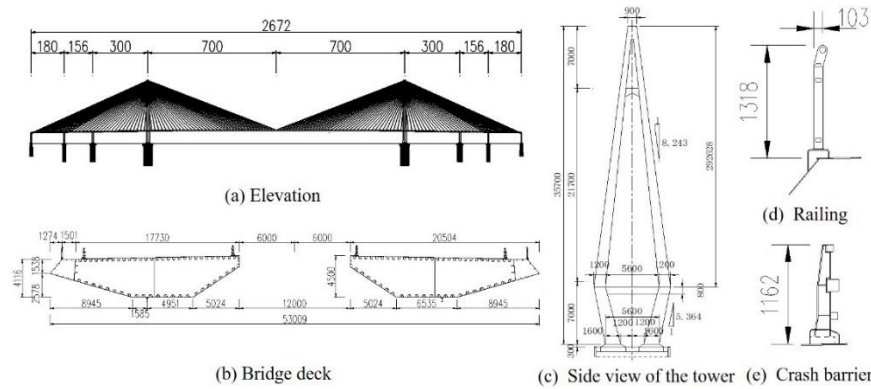 2672
180 156 300 700 700 300 156 180
(a) Elevation
1274 1501 17730 6000 6000 20504
4116 1538 2578 4500
8945 4951 5024 12000 5024 6535 8945
1585
53009
(b) Bridge deck
900
7000
8.243
35700
21700
292628
1200 5600 1200
800
7000
5600
5.364
1200 1200
1
1600 1600
300
(c) Side view of the tower
103
1318
(d) Railing
1162
(e) Crash barrier